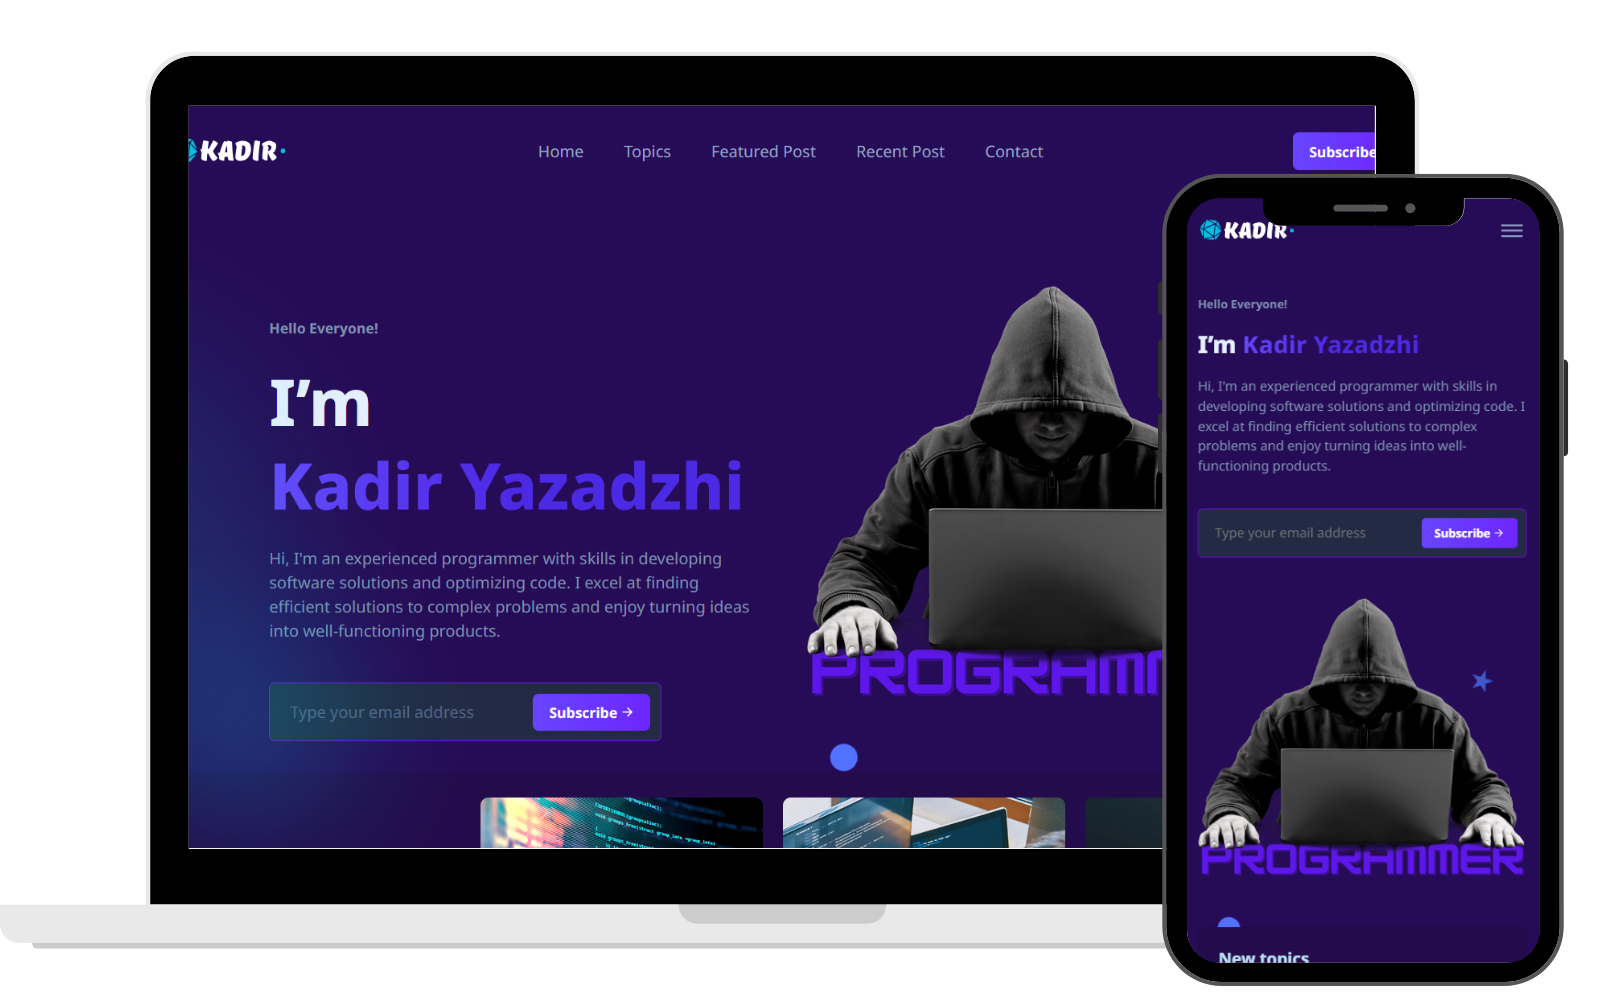 KADIR
Home Topics Featured Post Recent Post Contact
Subscribe
Hello Everyone!
I’m
Kadir Yazadzhi
Hi, I'm an experienced programmer with skills in developing
software solutions and optimizing code. I excel at finding
efficient solutions to complex problems and enjoy turning ideas
into well-functioning products.
Type your email address
Subscribe →
PROGRAMM
KADIR
Hello Everyone!
I’m Kadir Yazadzhi
Hi, I'm an experienced programmer with skills in
developing software solutions and optimizing code. I
excel at finding efficient solutions to complex
problems and enjoy turning ideas into well-
functioning products.
Type your email address
Subscribe →
PROGRAMMER
New topics